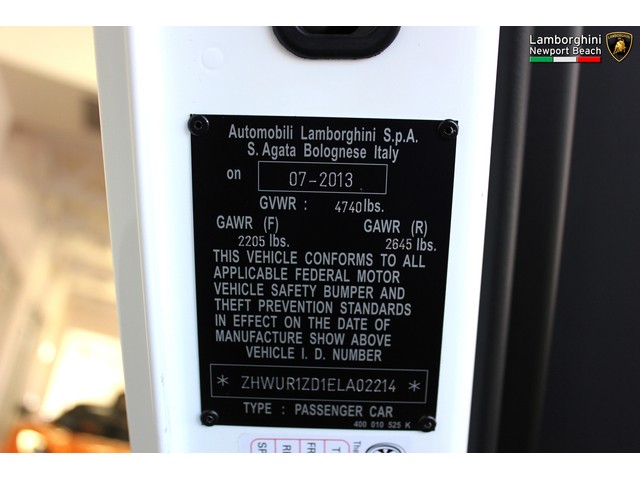 Lamborghini
Newport Beach
Automobili Lamborghini S.p.A.
S. Agata Bolognese Italy
on 07-2013
GVWR : 4740lbs.
GAWR (F) GAWR (R)
2205 lbs. 2645 lbs.
THIS VEHICLE CONFORMS TO ALL
APPLICABLE FEDERAL MOTOR
VEHICLE SAFETY BUMPER AND
THEFT PREVENTION STANDARDS
IN EFFECT ON THE DATE OF
MANUFACTURE SHOW ABOVE
VEHICLE I. D. NUMBER
* ZHWUR1ZD1ELA02214 *
TYPE : PASSENGER CAR
400 010 525 K